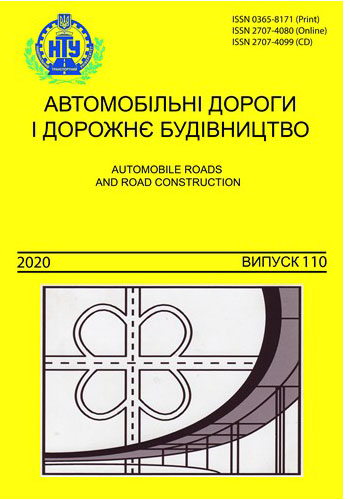 ISSN 0365-8171 (Print)
ISSN 2707-4080 (Online)
ISSN 2707-4099 (CD)
НТУ
ТРАНСПОРТНИЙ
АВТОМОБІЛЬНІ ДОРОГИ
І ДОРОЖНЄ БУДІВНИЦТВО
AUTOMOBILE ROADS
AND ROAD CONSTRUCTION
2020
ВИПУСК 110